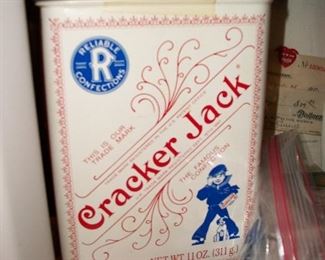 RELIABLE
R
CONFECTIONS
THIS IS OUR
TRADE MARK
Cracker Jack®
THE FAMOUS
CONFECTION
NET WT 11 OZ. (311 g.)